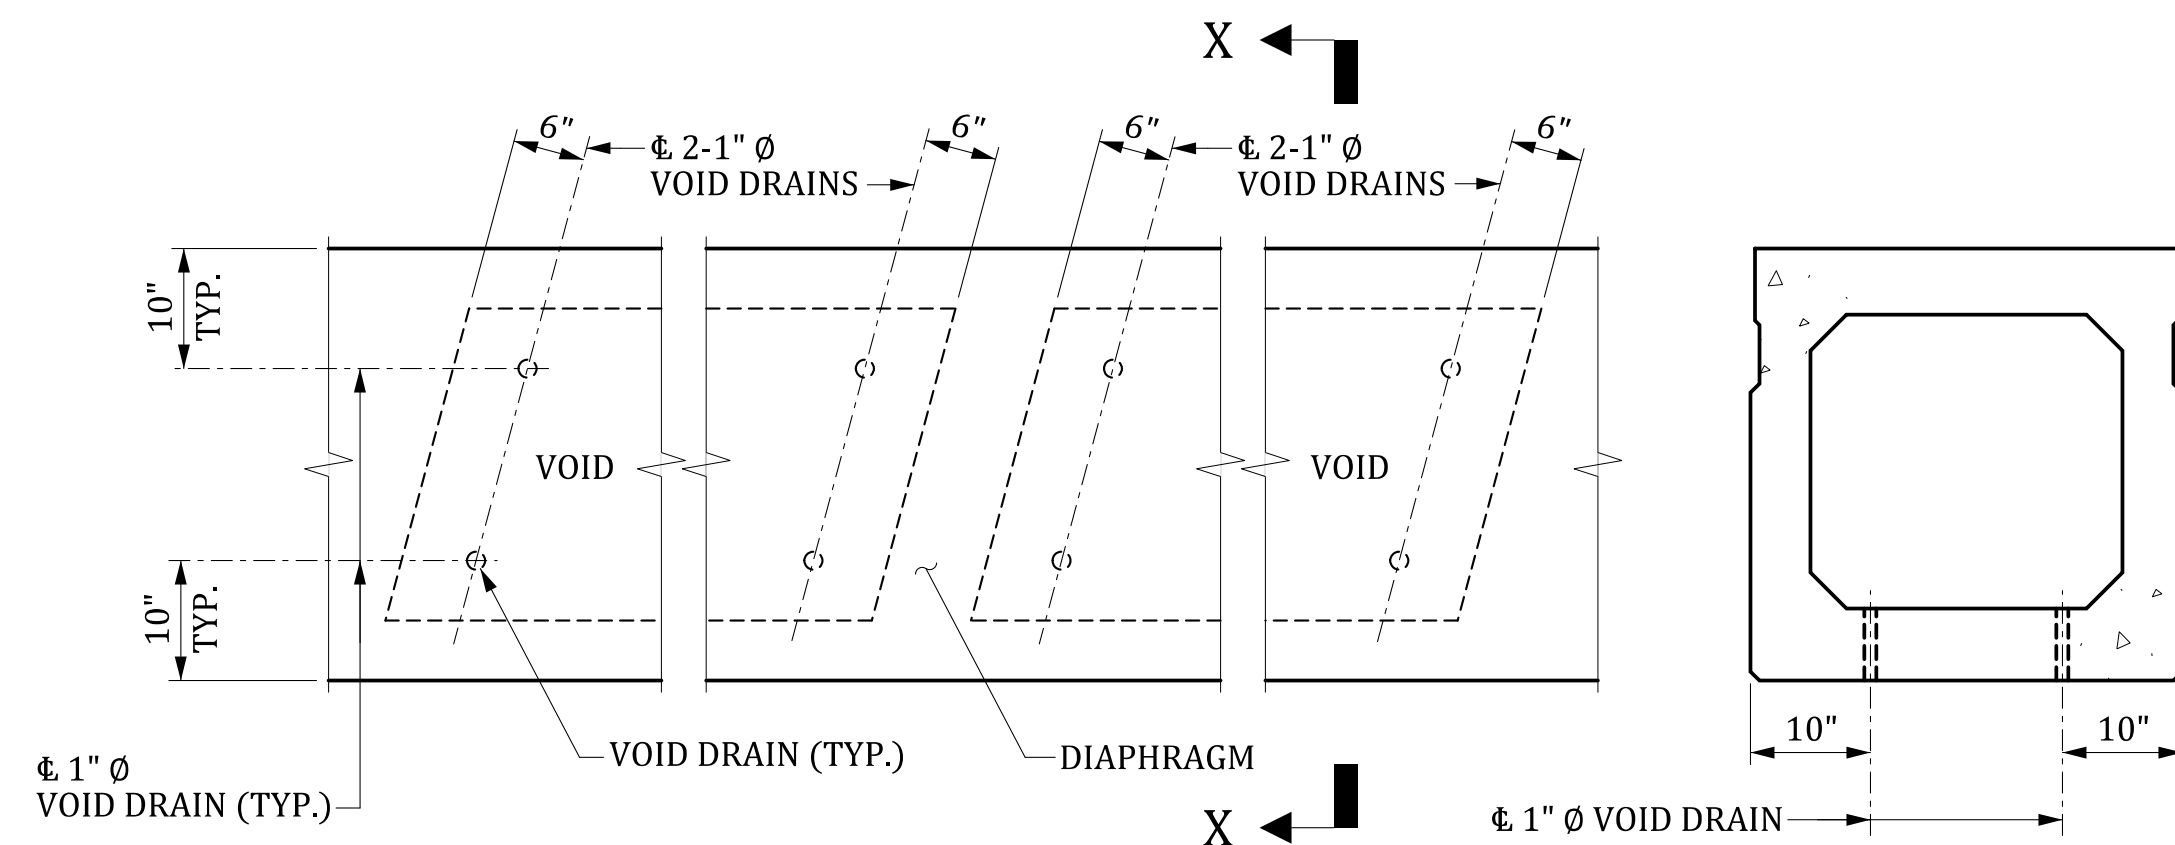 X
6"
℄ 2-1" Ø
VOID DRAINS
6"
6"
℄ 2-1" Ø
VOID DRAINS
6"
10"
TYP.
VOID
VOID
10"
TYP.
VOID DRAIN (TYP.)
DIAPHRAGM
℄ 1" Ø
VOID DRAIN (TYP.)
X
10"
10"
℄ 1" Ø VOID DRAIN